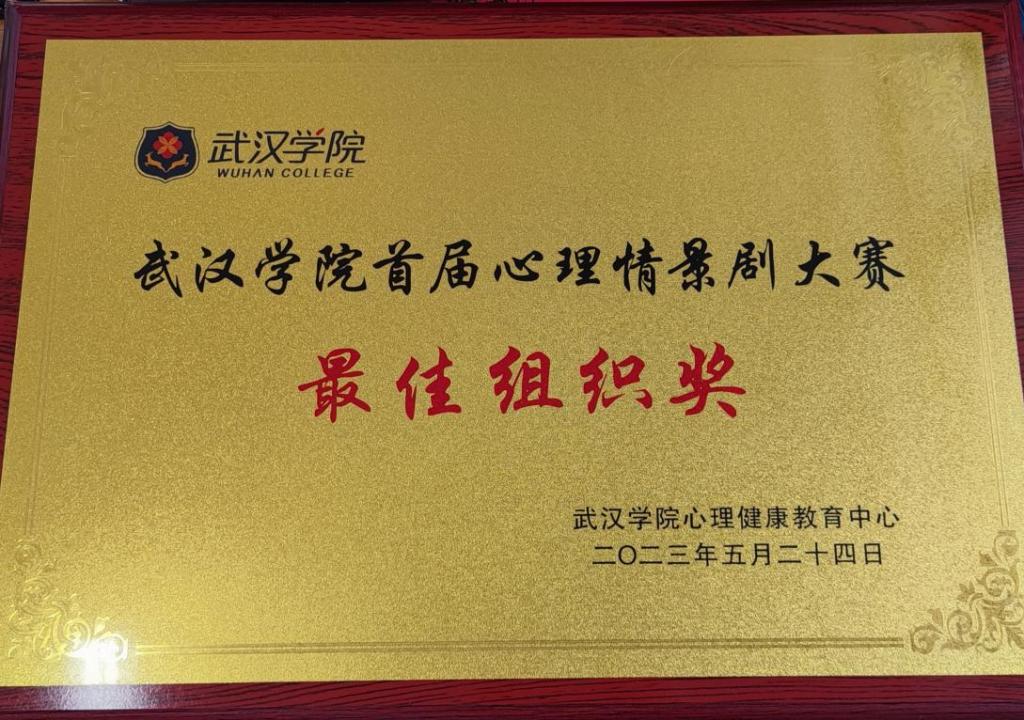 武汉学院
WUHAN COLLEGE
武汉学院首届心理情景剧大赛
最佳组织奖
武汉学院心理健康教育中心
二〇二三年五月二十四日